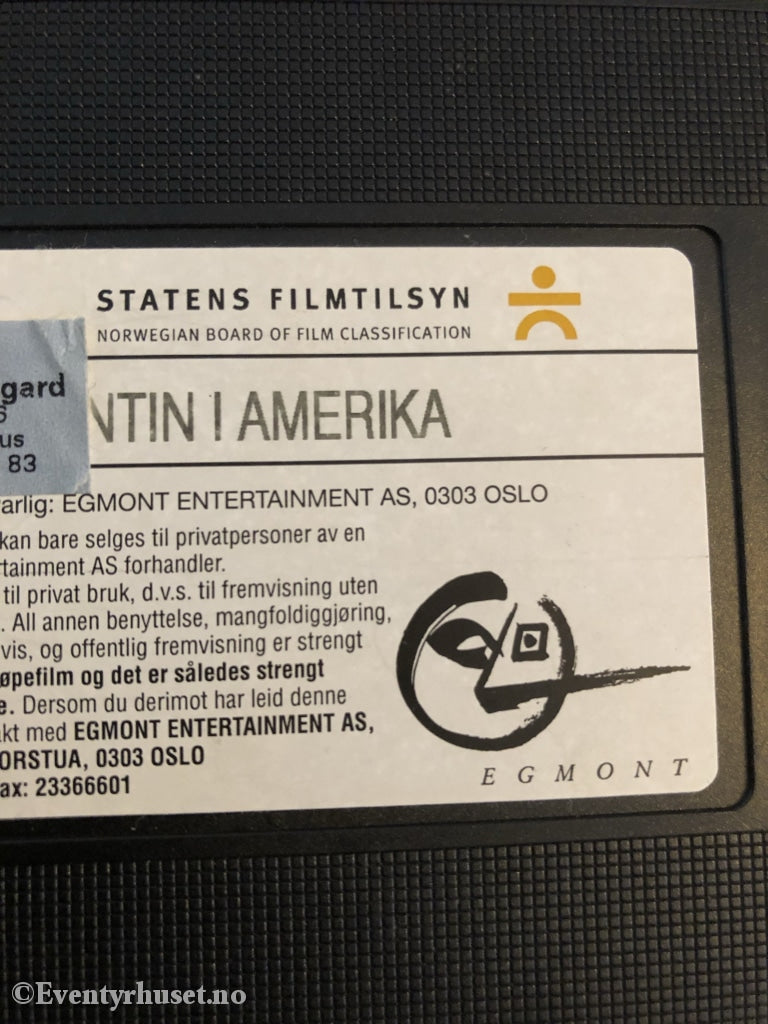 STATENS FILMTILSYN
NORWEGIAN BOARD OF FILM CLASSIFICATION
gard
6
us
83
NTIN I AMERIKA
arlig: EGMONT ENTERTAINMENT AS, 0303 OSLO
kan bare selges til privatpersoner av en
rtainment AS forhandler.
til privat bruk, d.v.s. til fremvisning uten
. All annen benyttelse, mangfoldiggjøring,
vis, og offentlig fremvisning er strengt
øpefilm og det er således strengt
e. Dersom du derimot har leid denne
akt med EGMONT ENTERTAINMENT AS,
ORSTUA, 0303 OSLO
ax: 23366601
EGMONT
©Eventyrhuset.no